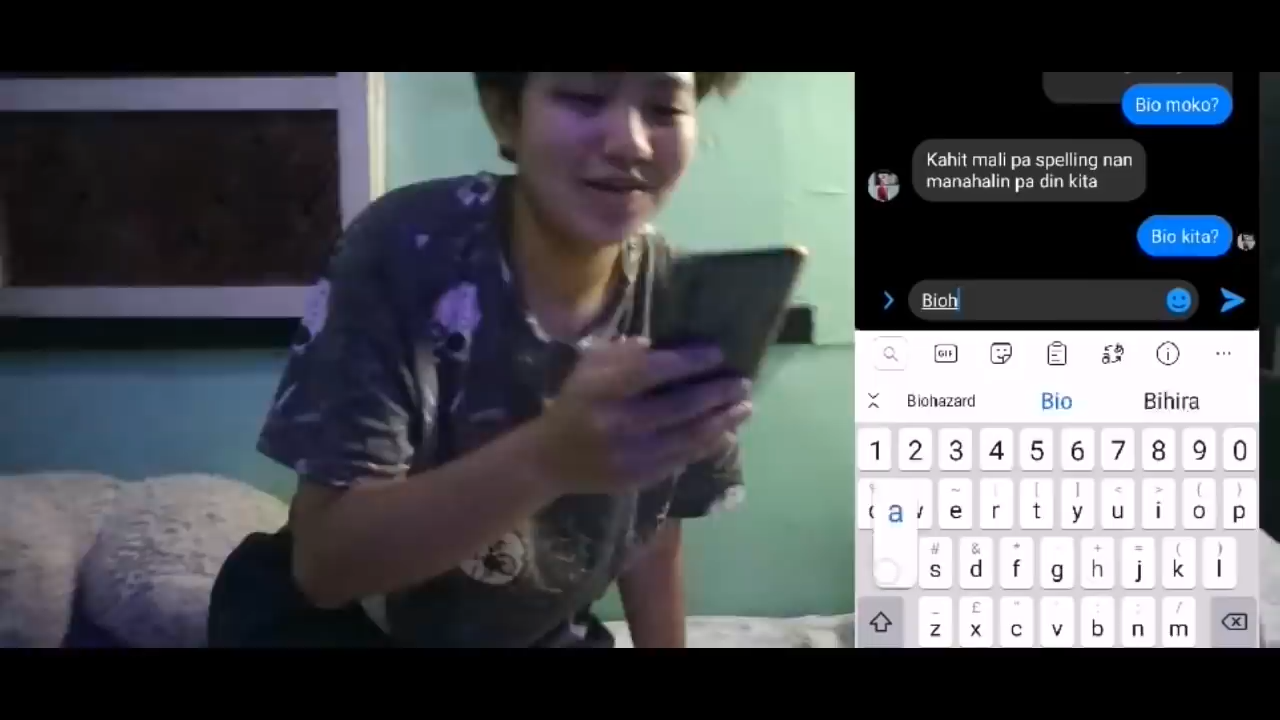 Bio moko?
Kahit mali pa spelling nan
manahalin pa din kita
Bio kita?
Bioh
GIF
Biohazard Bio Bihira
1 2 3 4 5 6 7 8 9 0
a e r t y u i o p
s d f g h j k l
z x c v b n m